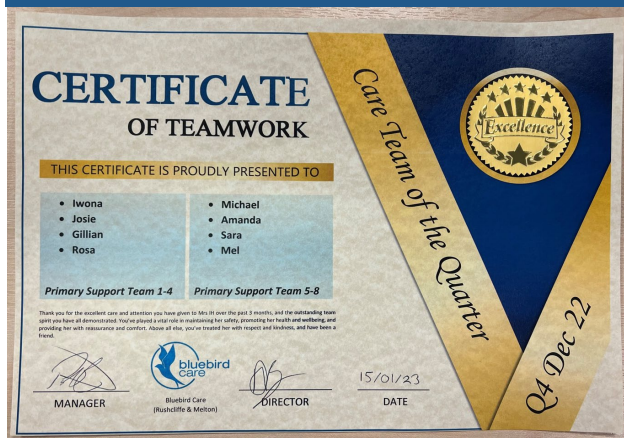 CERTIFICATE
OF TEAMWORK
THIS CERTIFICATE IS PROUDLY PRESENTED TO
• Iwona
• Josie
• Gillian
• Rosa
Primary Support Team 1-4
• Michael
• Amanda
• Sara
• Mel
Primary Support Team 5-8
Thank you for the excellent care and attention you have given to Mrs IH over the past 3 months, and the outstanding team
spirit you have all demonstrated. You've played a vital role in maintaining her safety, promoting her health and wellbeing, and
providing her with reassurance and comfort. Above all else, you've treated her with respect and kindness, and have been a
friend.
MANAGER
bluebird
care
Bluebird Care
(Rushcliffe & Melton)
DIRECTOR
15/01/23
DATE
Care Team of the Quarter
Excellence
Q4 Dec 22